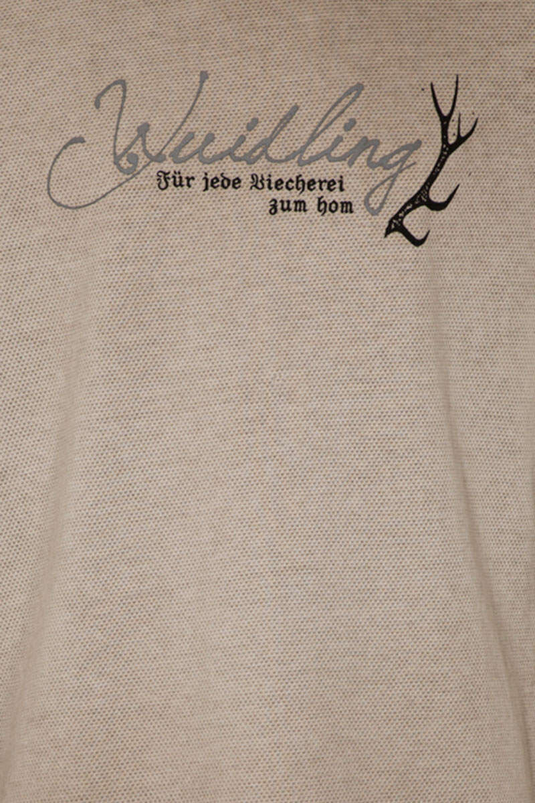 Wuidling
Für jede Viecherei
zum hom